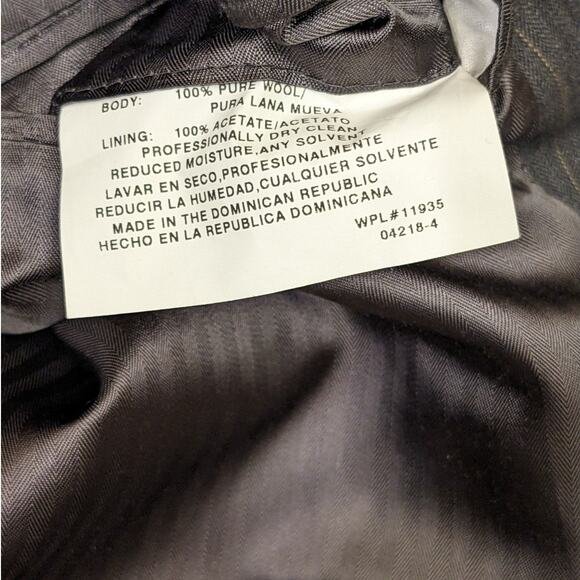 BODY: 100% PURE WOOL/
PURA LANA MUEVA
LINING: 100% ACETATE/ACETATO
PROFESSIONALLY DRY CLEAN
REDUCED MOISTURE,ANY SOLVENT
LAVAR EN SECO,PROFESIONALMENTE
REDUCIR LA HUMEDAD,CUALQUIER SOLVENTE
MADE IN THE DOMINICAN REPUBLIC
HECHO EN LA REPUBLICA DOMINICANA
WPL#11935
04218-4